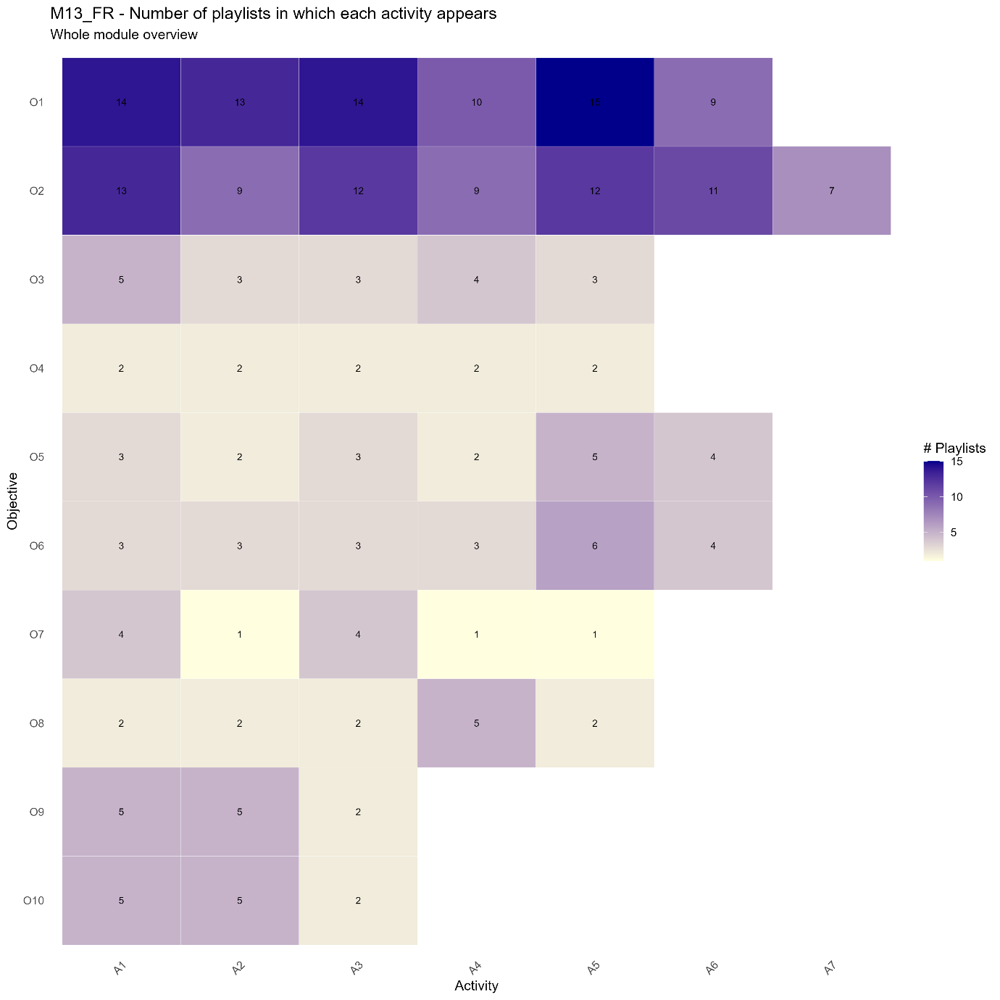 M13_FR - Number of playlists in which each activity appears
Whole module overview
O1 14 13 14 10 15 9
O2 13 9 12 9 12 11 7
O3 5 3 3 4 3
O4 2 2 2 2 2
O5 3 2 3 2 5 4
O6 3 3 3 3 6 4
O7 4 1 4 1 1
O8 2 2 2 5 2
O9 5 5 2
O10 5 5 2
Objective
A1 A2 A3 A4 A5 A6 A7
Activity
# Playlists
15
10
5